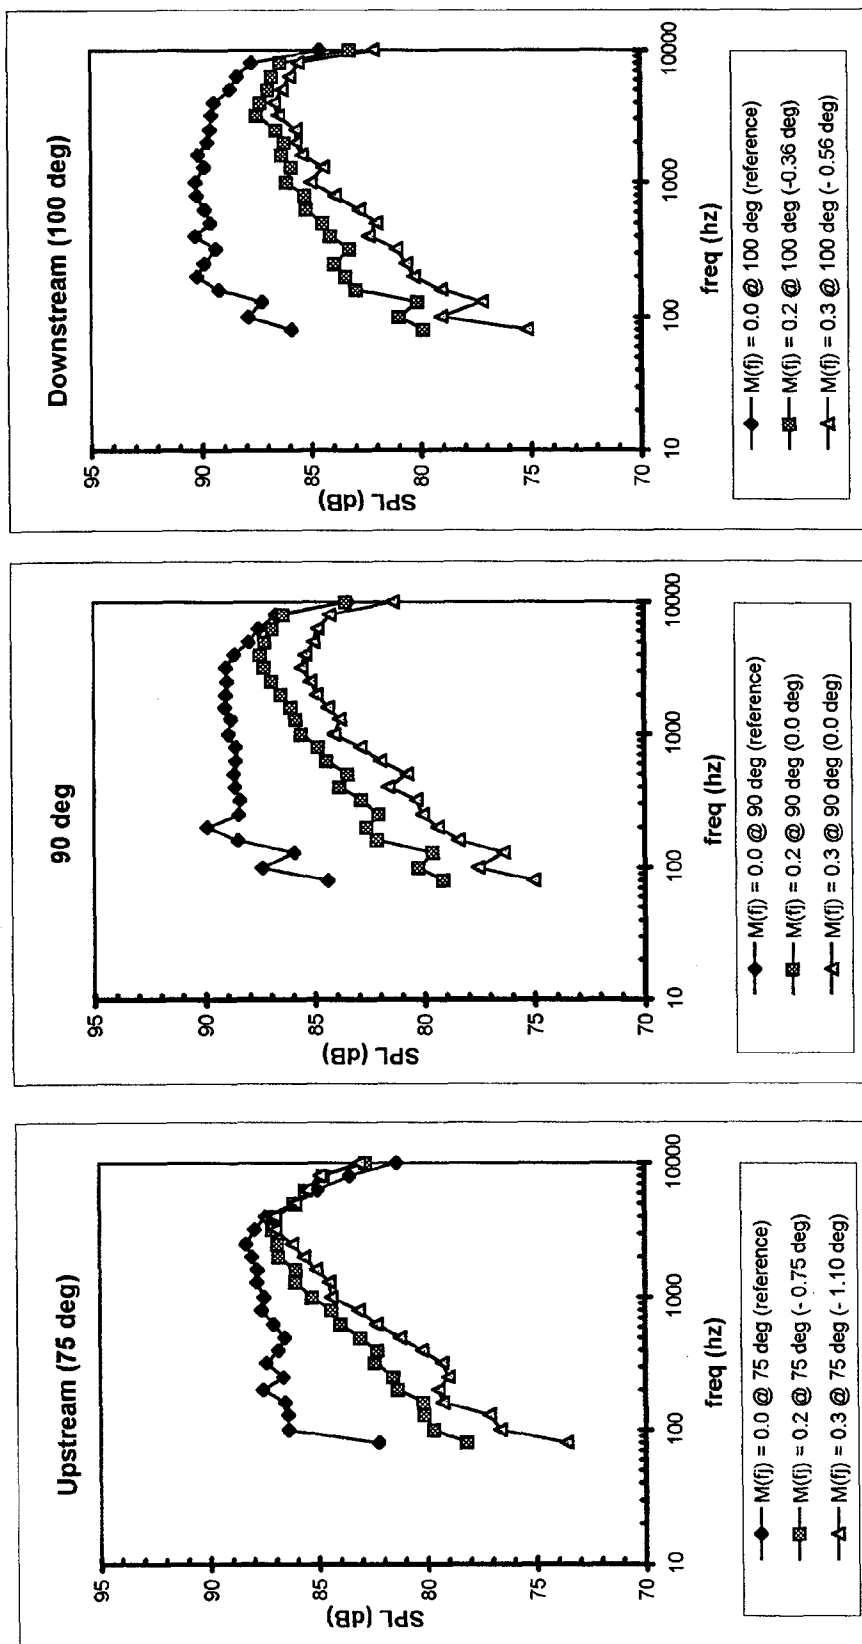 Upstream (75 deg)
95
90
85
80
75
70
SPL (dB)
10
100
1000
10000
freq (hz)
M(fj) = 0.0 @ 75 deg (reference)
M(fj) = 0.2 @ 75 deg (- 0.75 deg)
M(fj) = 0.3 @ 75 deg (- 1.10 deg)
90 deg
95
90
85
80
75
70
SPL (dB)
10
100
1000
10000
freq (hz)
M(fj) = 0.0 @ 90 deg (reference)
M(fj) = 0.2 @ 90 deg (0.0 deg)
M(fj) = 0.3 @ 90 deg (0.0 deg)
Downstream (100 deg)
95
90
85
80
75
70
SPL (dB)
10
100
1000
10000
freq (hz)
M(fj) = 0.0 @ 100 deg (reference)
M(fj) = 0.2 @ 100 deg (-0.36 deg)
M(fj) = 0.3 @ 100 deg (- 0.56 deg)